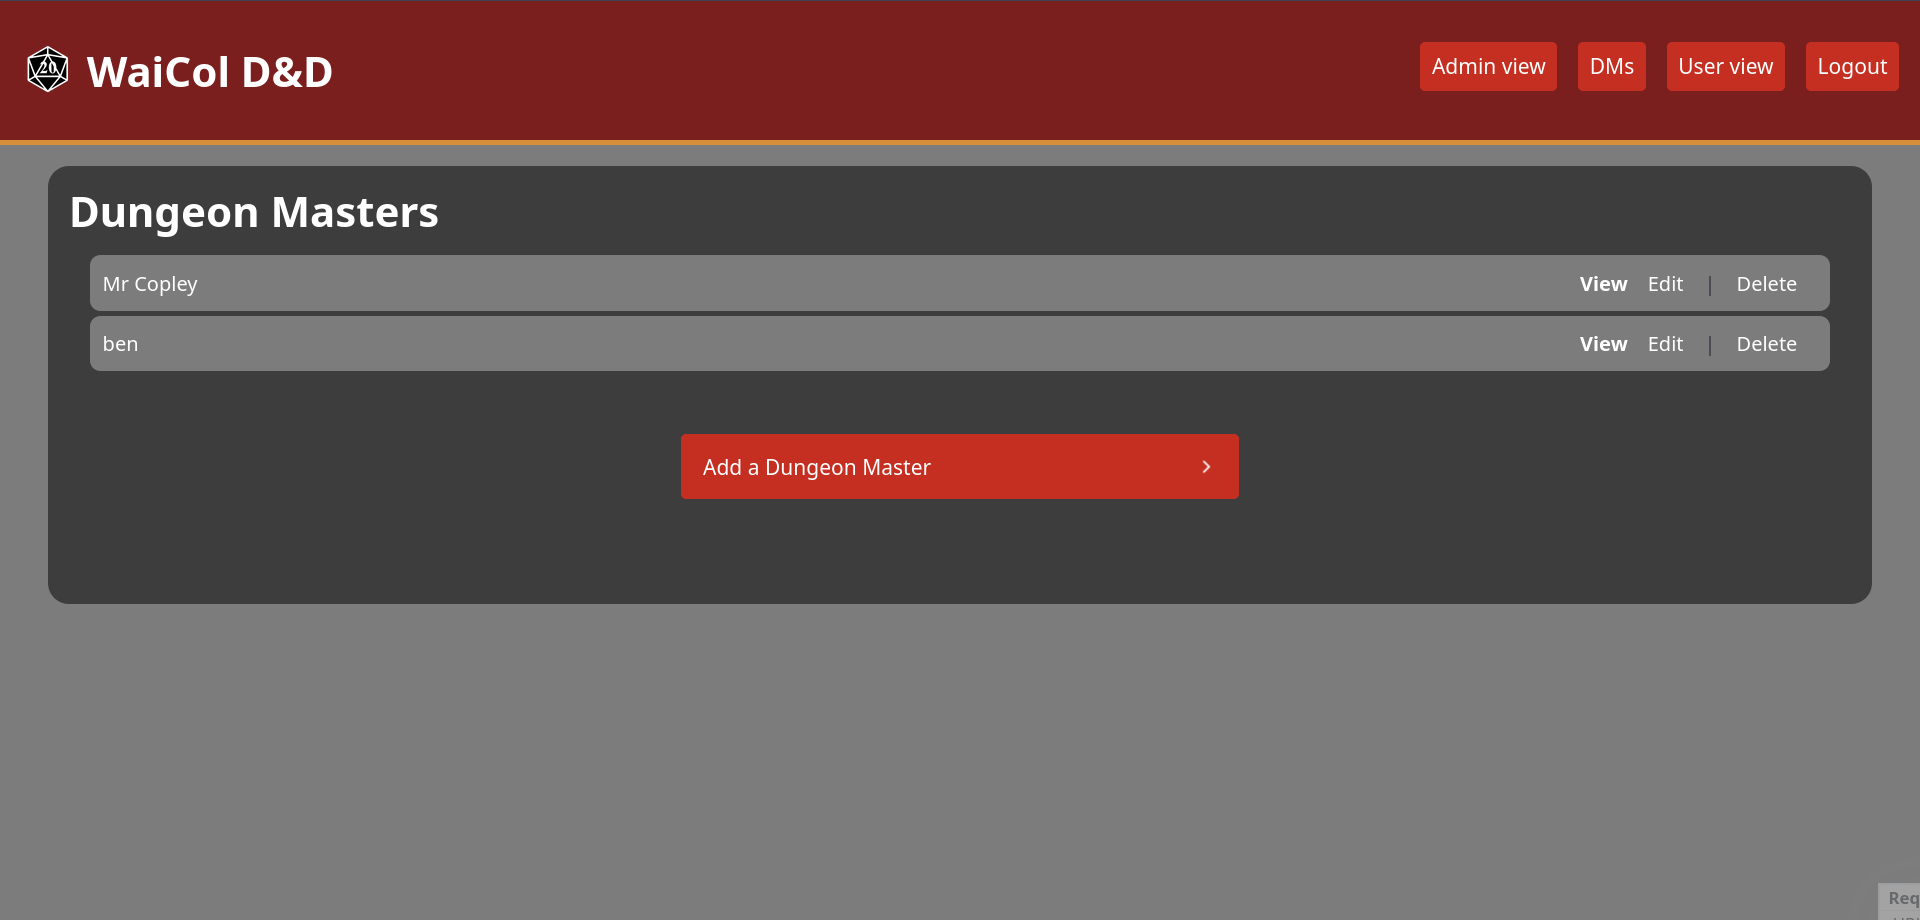 20
WaiCol D&D
Admin view
DMs
User view
Logout
Dungeon Masters
Mr Copley
View Edit | Delete
ben
View Edit | Delete
Add a Dungeon Master
Req